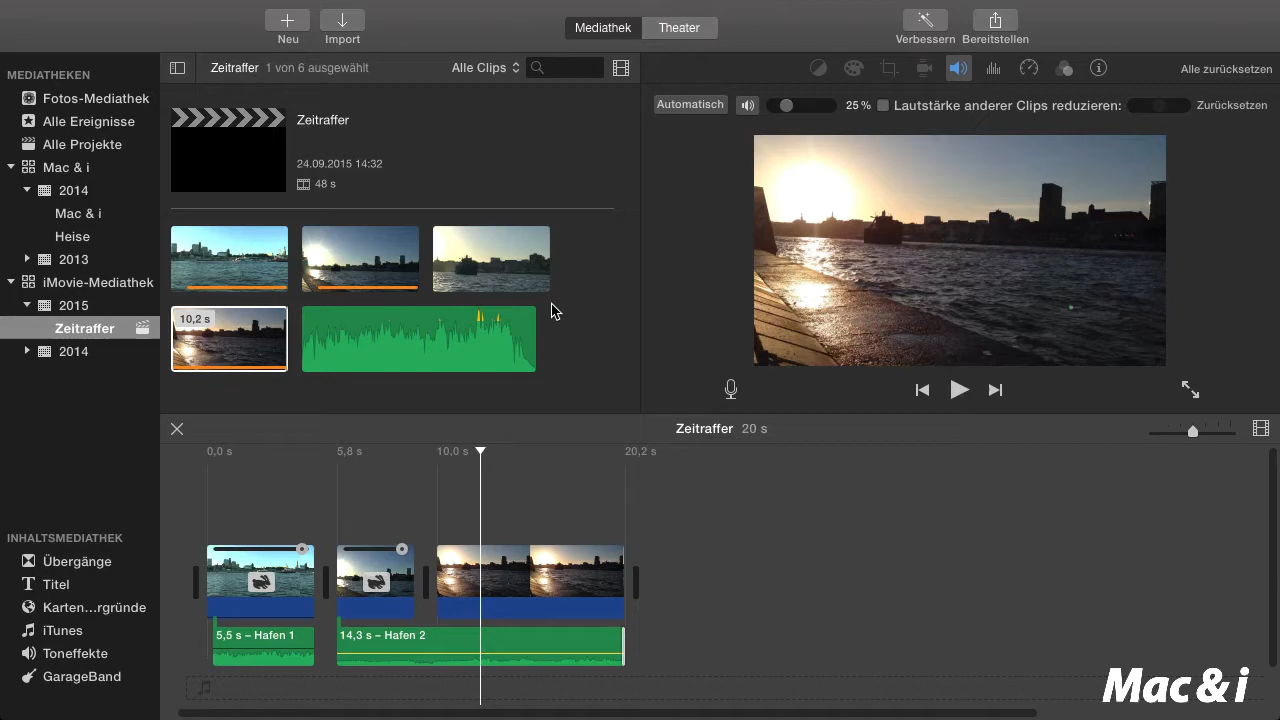 Neu
Import
Mediathek
Theater
Verbessern
Bereitstellen
MEDIATHEKEN
Fotos-Mediathek
Alle Ereignisse
Alle Projekte
Mac & i
2014
Mac & i
Heise
2013
iMovie-Mediathek
2015
Zeitraffer
2014
INHALTSMEDIATHEK
Übergänge
Titel
Karten...rgründe
iTunes
Toneffekte
GarageBand
Zeitraffer 1 von 6 ausgewählt
Alle Clips
Zeitraffer
24.09.2015 14:32
48 s
10,2 s
Alle zurücksetzen
Automatisch
25 %
Lautstärke anderer Clips reduzieren:
Zurücksetzen
Zeitraffer 20 s
0,0 s
5,8 s
10,0 s
20,2 s
5,5 s – Hafen 1
14,3 s – Hafen 2
Mac & i